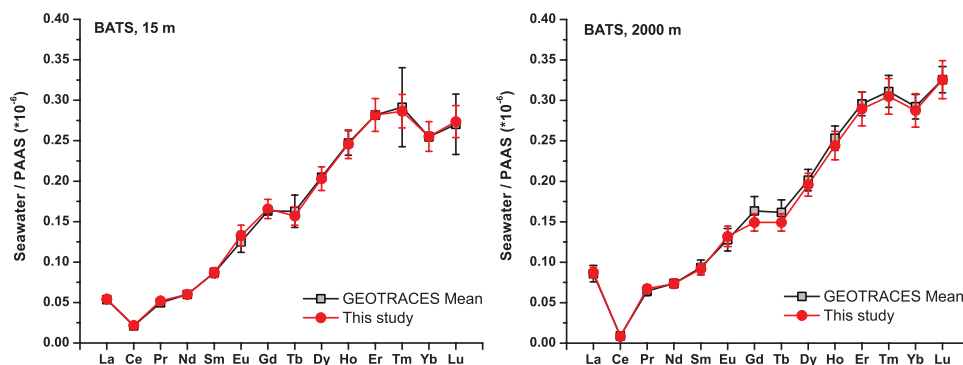 BATS, 15 m
Seawater / PAAS (*10-6)
0.40
0.35
0.30
0.25
0.20
0.15
0.10
0.05
0.00
GEOTRACES Mean
This study
La Ce Pr Nd Sm Eu Gd Tb Dy Ho Er Tm Yb Lu
BATS, 2000 m
Seawater / PAAS (*10-6)
0.40
0.35
0.30
0.25
0.20
0.15
0.10
0.05
0.00
GEOTRACES Mean
This study
La Ce Pr Nd Sm Eu Gd Tb Dy Ho Er Tm Yb Lu